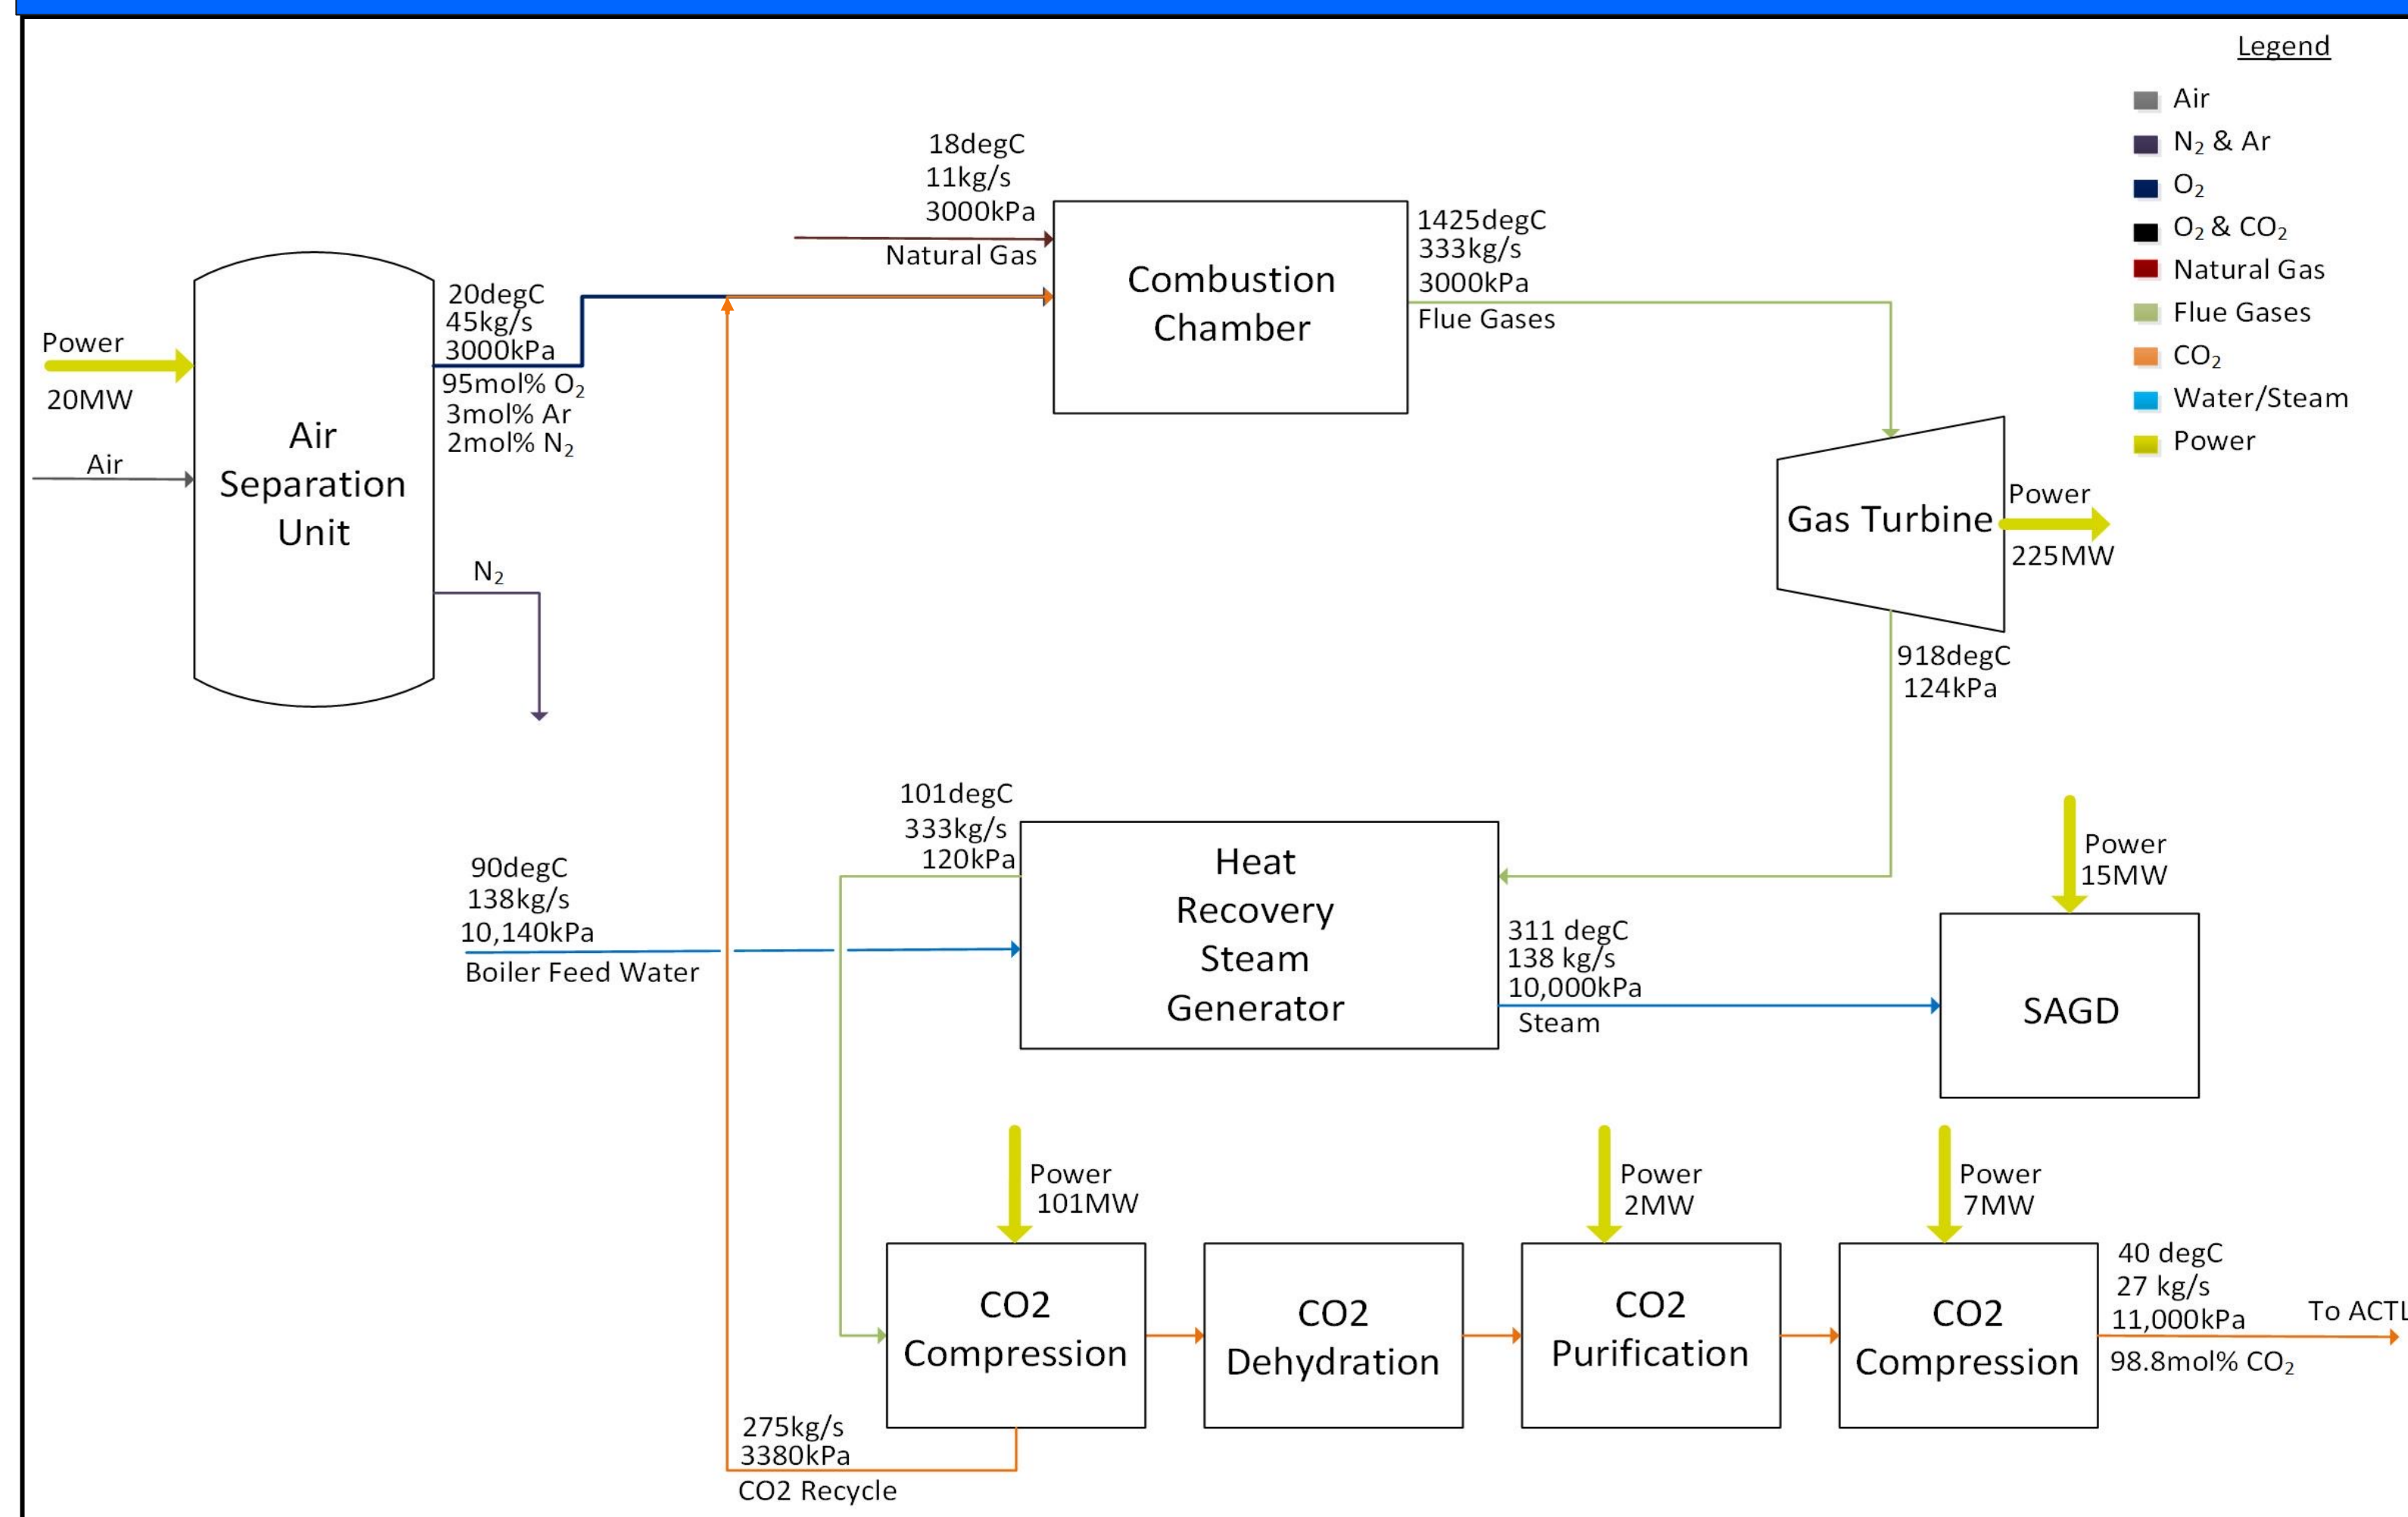 Legend
Air
N₂ & Ar
O₂
O₂ & CO₂
Natural Gas
Flue Gases
CO₂
Water/Steam
Power
18degC
11kg/s
3000kPa
Natural Gas
Combustion
Chamber
1425degC
333kg/s
3000kPa
Flue Gases
20degC
45kg/s
3000kPa
95mol% O₂
3mol% Ar
2mol% N₂
Power
20MW
Air
Air
Separation
Unit
N₂
Gas Turbine
Power
225MW
918degC
124kPa
101degC
333kg/s
120kPa
90degC
138kg/s
10,140kPa
Boiler Feed Water
Heat
Recovery
Steam
Generator
311 degC
138 kg/s
10,000kPa
Steam
Power
15MW
SAGD
Power
101MW
Power
2MW
Power
7MW
CO2
Compression
CO2
Dehydration
CO2
Purification
CO2
Compression
40 degC
27 kg/s
11,000kPa
98.8mol% CO₂
To ACTL
275kg/s
3380kPa
CO2 Recycle